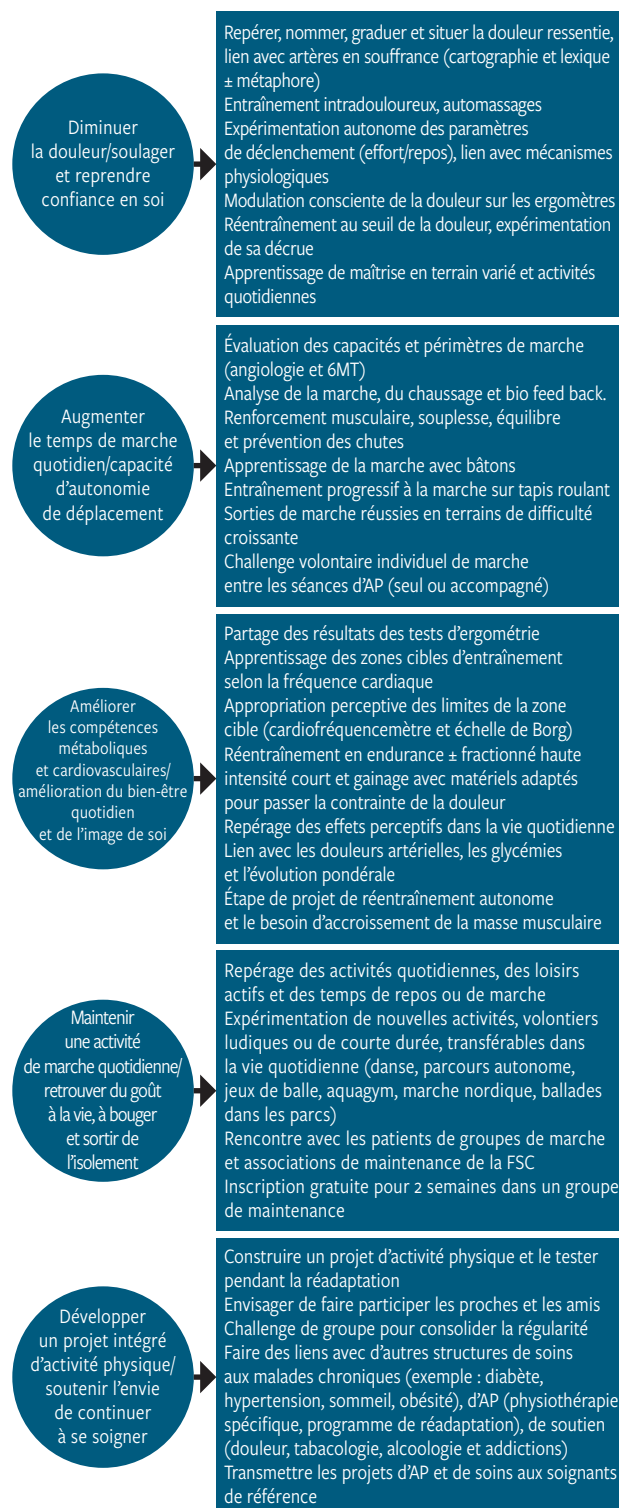 Diminuer
la douleur/soulager
et reprendre
confiance en soi
Repérer, nommer, graduer et situer la douleur ressentie,
lien avec artères en souffrance (cartographie et lexique
± métaphore)
Entraînement intradouloureux, automassages
Expérimentation autonome des paramètres
de déclenchement (effort/repos), lien avec mécanismes
physiologiques
Modulation consciente de la douleur sur les ergomètres
Réentraînement au seuil de la douleur, expérimentation
de sa décrue
Apprentissage de maîtrise en terrain varié et activités
quotidiennes
Augmenter
le temps de marche
quotidien/capacité
d'autonomie
de déplacement
Évaluation des capacités et périmètres de marche
(angiologie et 6MT)
Analyse de la marche, du chaussage et bio feed back.
Renforcement musculaire, souplesse, équilibre
et prévention des chutes
Apprentissage de la marche avec bâtons
Entraînement progressif à la marche sur tapis roulant
Sorties de marche réussies en terrains de difficulté
croissante
Challenge volontaire individuel de marche
entre les séances d'AP (seul ou accompagné)
Améliorer
les compétences
métaboliques
et cardiovasculaires/
amélioration du bien-être
quotidien
et de l'image de soi
Partage des résultats des tests d'ergométrie
Apprentissage des zones cibles d'entraînement
selon la fréquence cardiaque
Appropriation perceptive des limites de la zone
cible (cardiofréquencemètre et échelle de Borg)
Réentraînement en endurance ± fractionné haute
intensité court et gainage avec matériels adaptés
pour passer la contrainte de la douleur
Repérage des effets perceptifs dans la vie quotidienne
Lien avec les douleurs artérielles, les glycémies
et l'évolution pondérale
Étape de projet de réentraînement autonome
et le besoin d'accroissement de la masse musculaire
Maintenir
une activité
de marche quotidienne/
retrouver du goût
à la vie, à bouger
et sortir de
l'isolement
Repérage des activités quotidiennes, des loisirs
actifs et des temps de repos ou de marche
Expérimentation de nouvelles activités, volontiers
ludiques ou de courte durée, transférables dans
la vie quotidienne (danse, parcours autonome,
jeux de balle, aquagym, marche nordique, ballades
dans les parcs)
Rencontre avec les patients de groupes de marche
et associations de maintenance de la FSC
Inscription gratuite pour 2 semaines dans un groupe
de maintenance
Développer
un projet intégré
d'activité physique/
soutenir l'envie
de continuer
à se soigner
Construire un projet d'activité physique et le tester
pendant la réadaptation
Envisager de faire participer les proches et les amis
Challenge de groupe pour consolider la régularité
Faire des liens avec d'autres structures de soins
aux malades chroniques (exemple : diabète,
hypertension, sommeil, obésité), d'AP (physiothérapie
spécifique, programme de réadaptation), de soutien
(douleur, tabacologie, alcoologie et addictions)
Transmettre les projets d'AP et de soins aux soignants
de référence